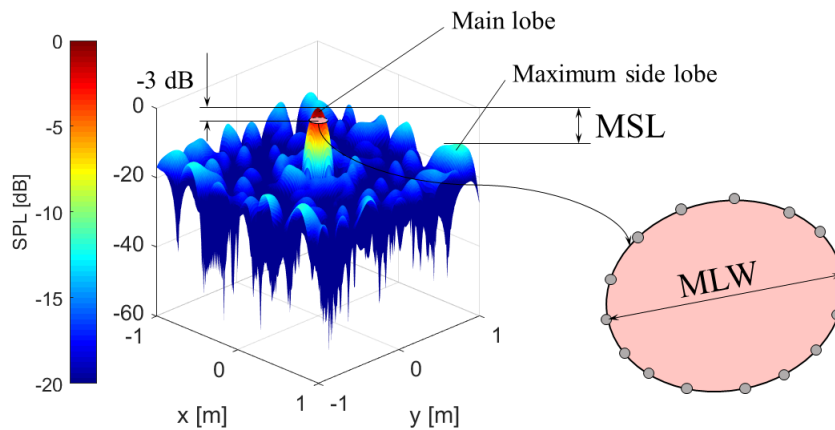 Main lobe
Maximum side lobe
-3 dB
MSL
MLW
SPL [dB]
0
-5
-10
-15
-20
0
-20
-40
-60
-1
0
1
x [m]
-1
0
1
y [m]